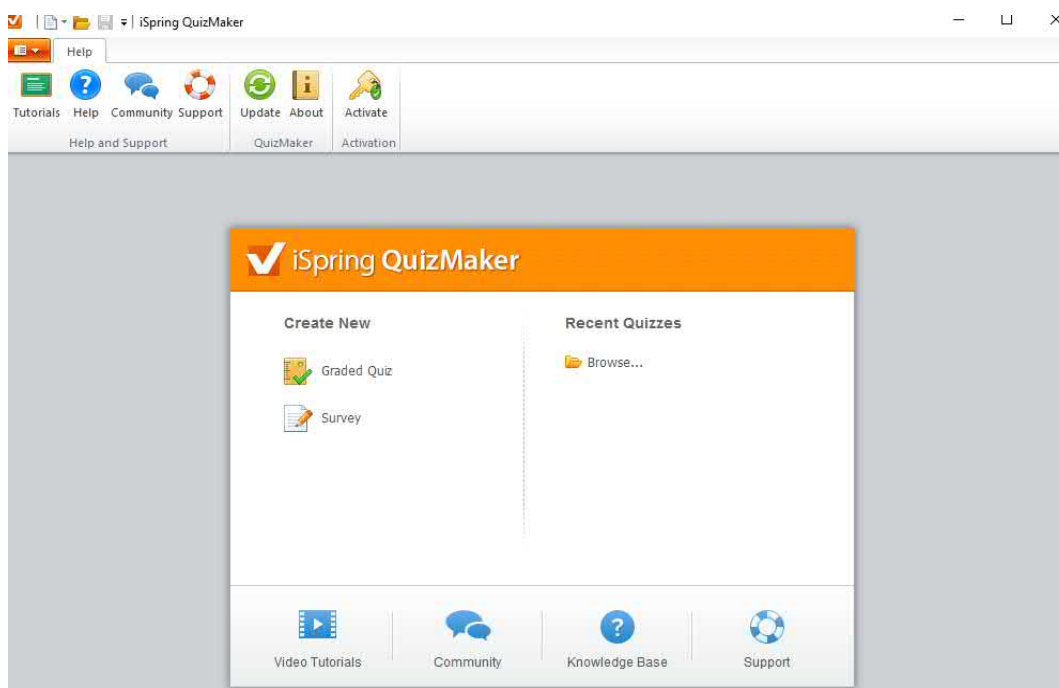 iSpring QuizMaker
Help
Tutorials Help Community Support Update About Activate
Help and Support QuizMaker Activation
iSpring QuizMaker
Create New Recent Quizzes
Graded Quiz Browse...
Survey
Video Tutorials Community Knowledge Base Support